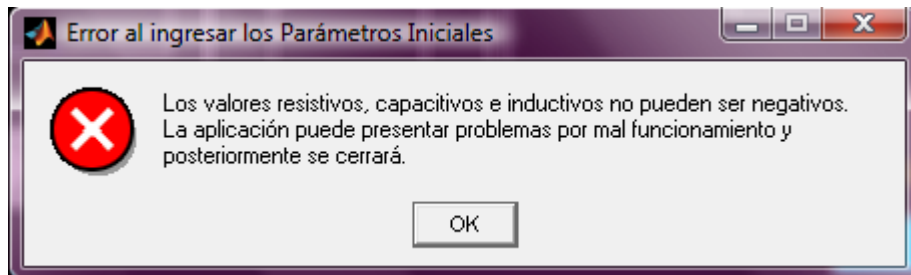 Error al ingresar los Parámetros Iniciales
Los valores resistivos, capacitivos e inductivos no pueden ser negativos.
La aplicación puede presentar problemas por mal funcionamiento y
posteriormente se cerrará.
OK